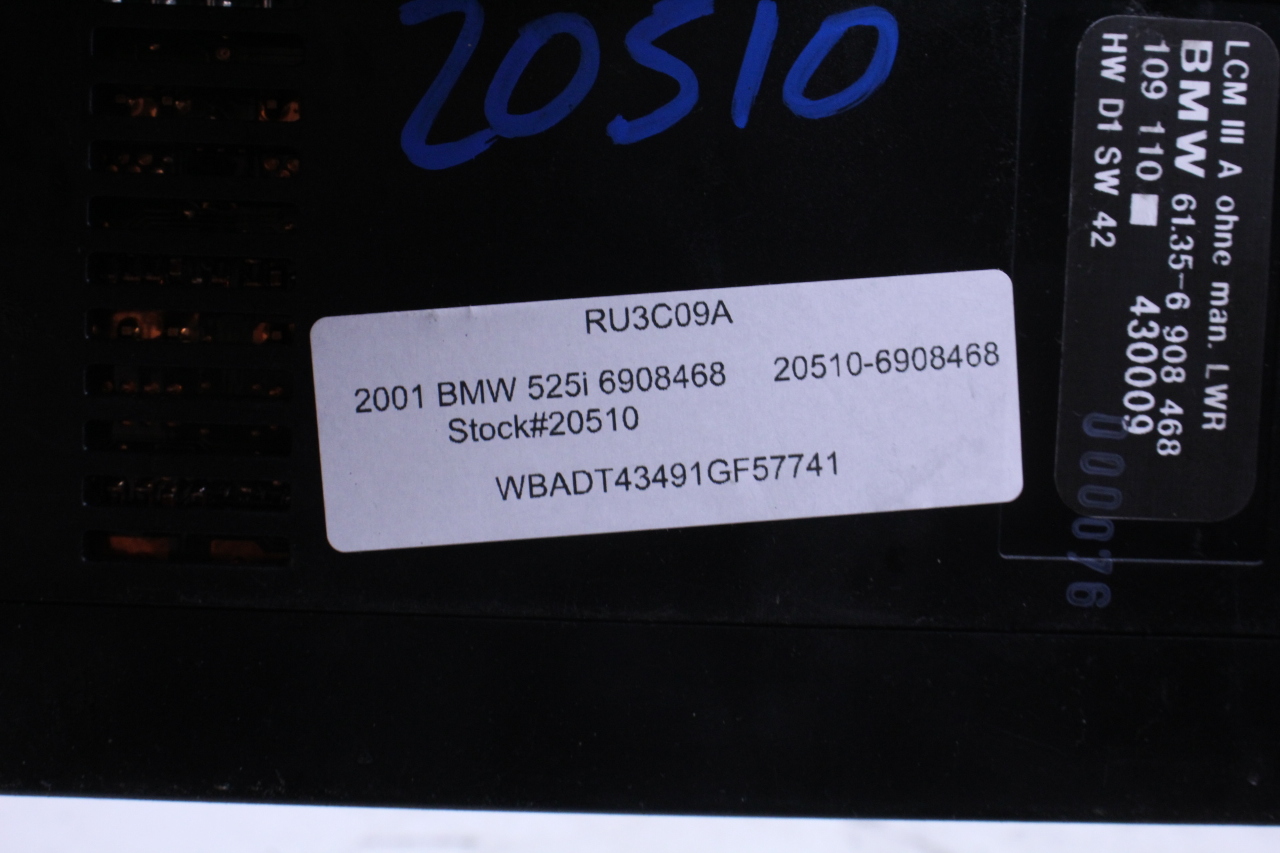 20510
RU3C09A
2001 BMW 525i 6908468 20510-6908468
Stock#20510
WBADT43491GF57741
LCM III A ohne man. LWR
BMW 61.35-6 908 468
109 110 430009
HW D1 SW 42
000076